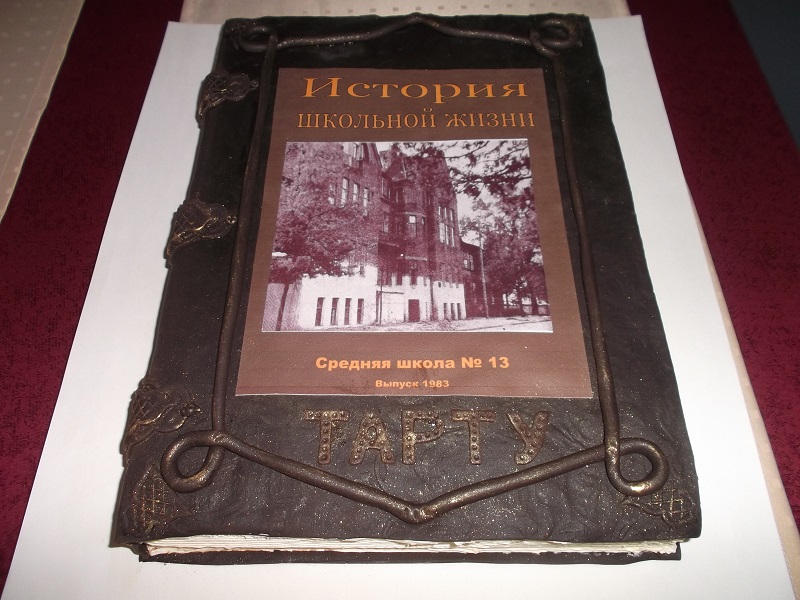 История
школьной жизни
Средняя школа № 13
Выпуск 1983
ТАРТУ